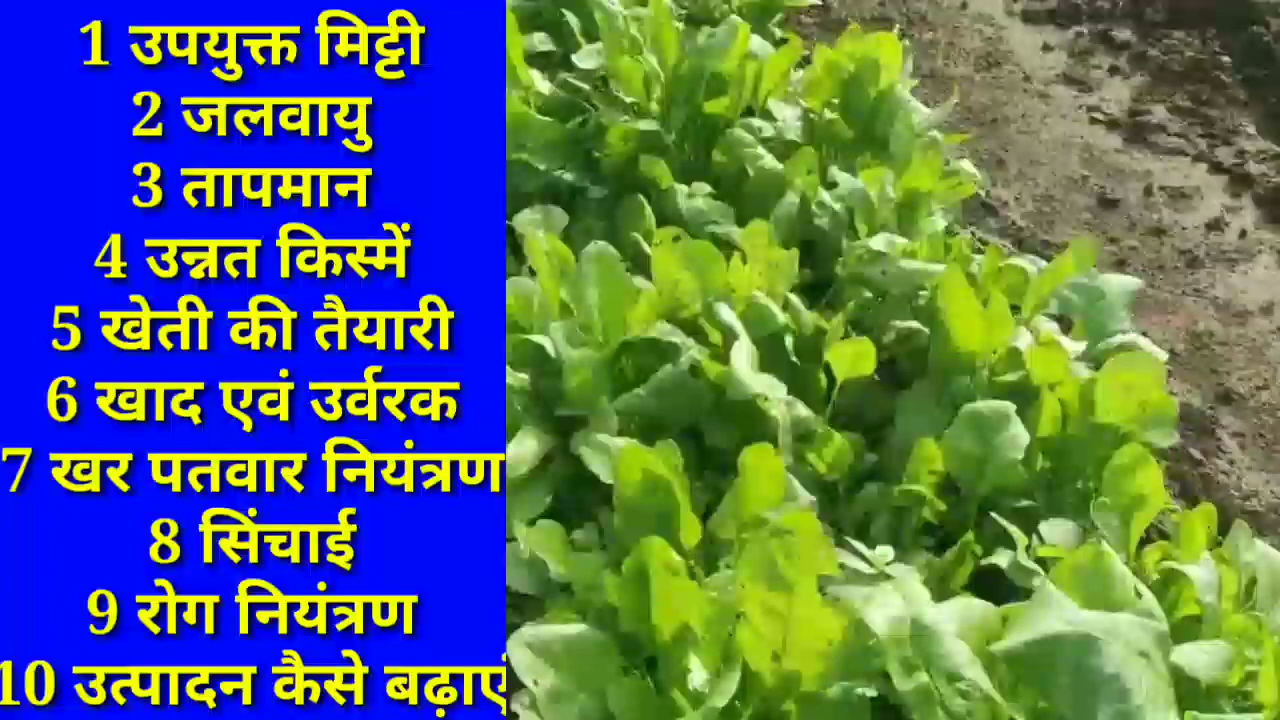 1 उपयुक्त मिट्टी
2 जलवायु
3 तापमान
4 उन्नत किस्में
5 खेती की तैयारी
6 खाद एवं उर्वरक
7 खर पतवार नियंत्रण
8 सिंचाई
9 रोग नियंत्रण
10 उत्पादन कैसे बढ़ाएं